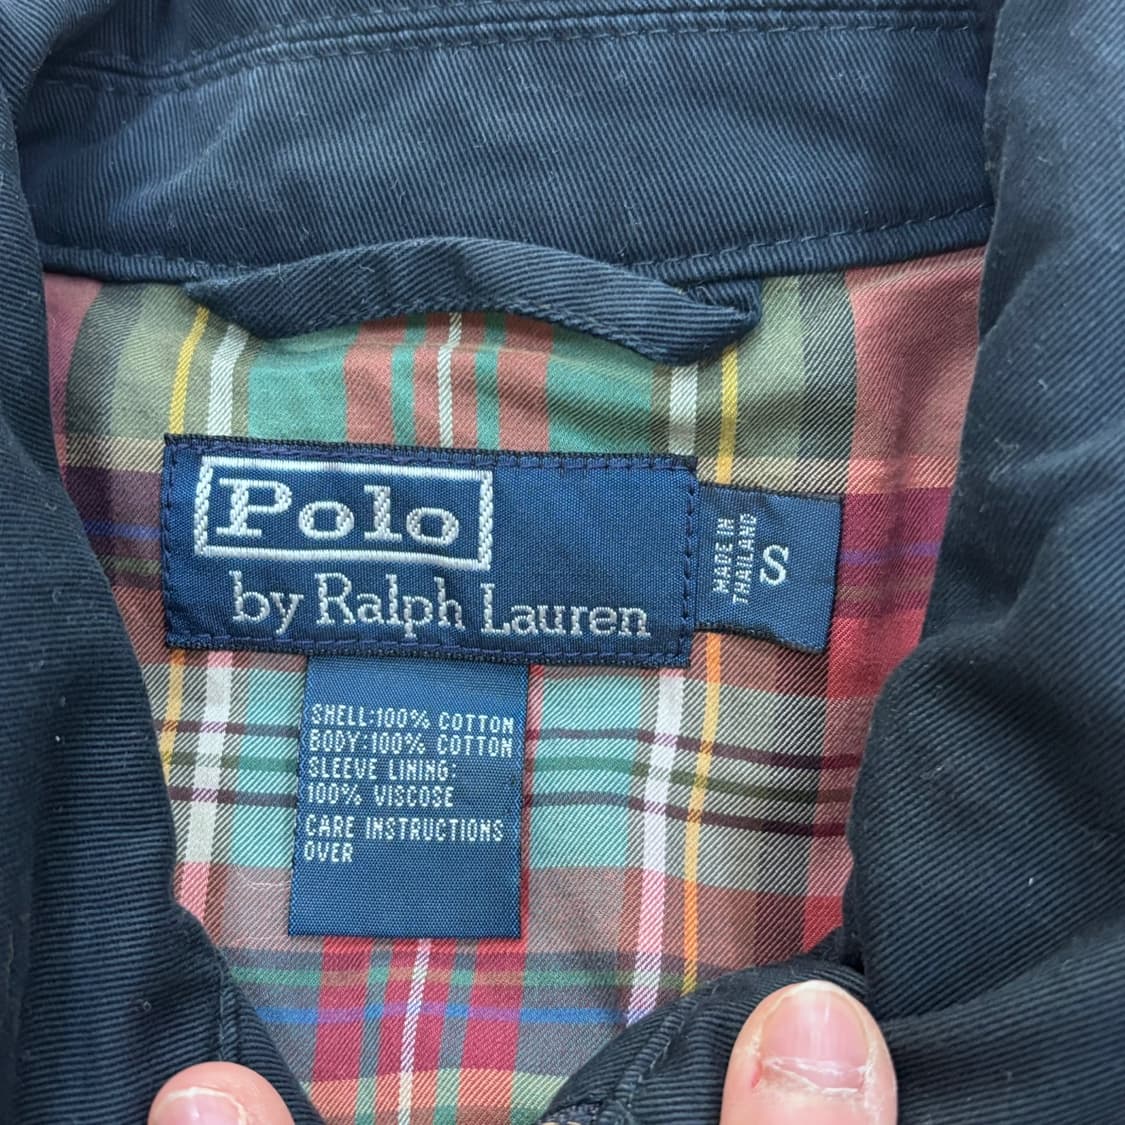 Polo
by Ralph Lauren
MADE IN
THAILAND
S
SHELL:100% COTTON
BODY:100% COTTON
SLEEVE LINING:
100% VISCOSE
CARE INSTRUCTIONS
OVER